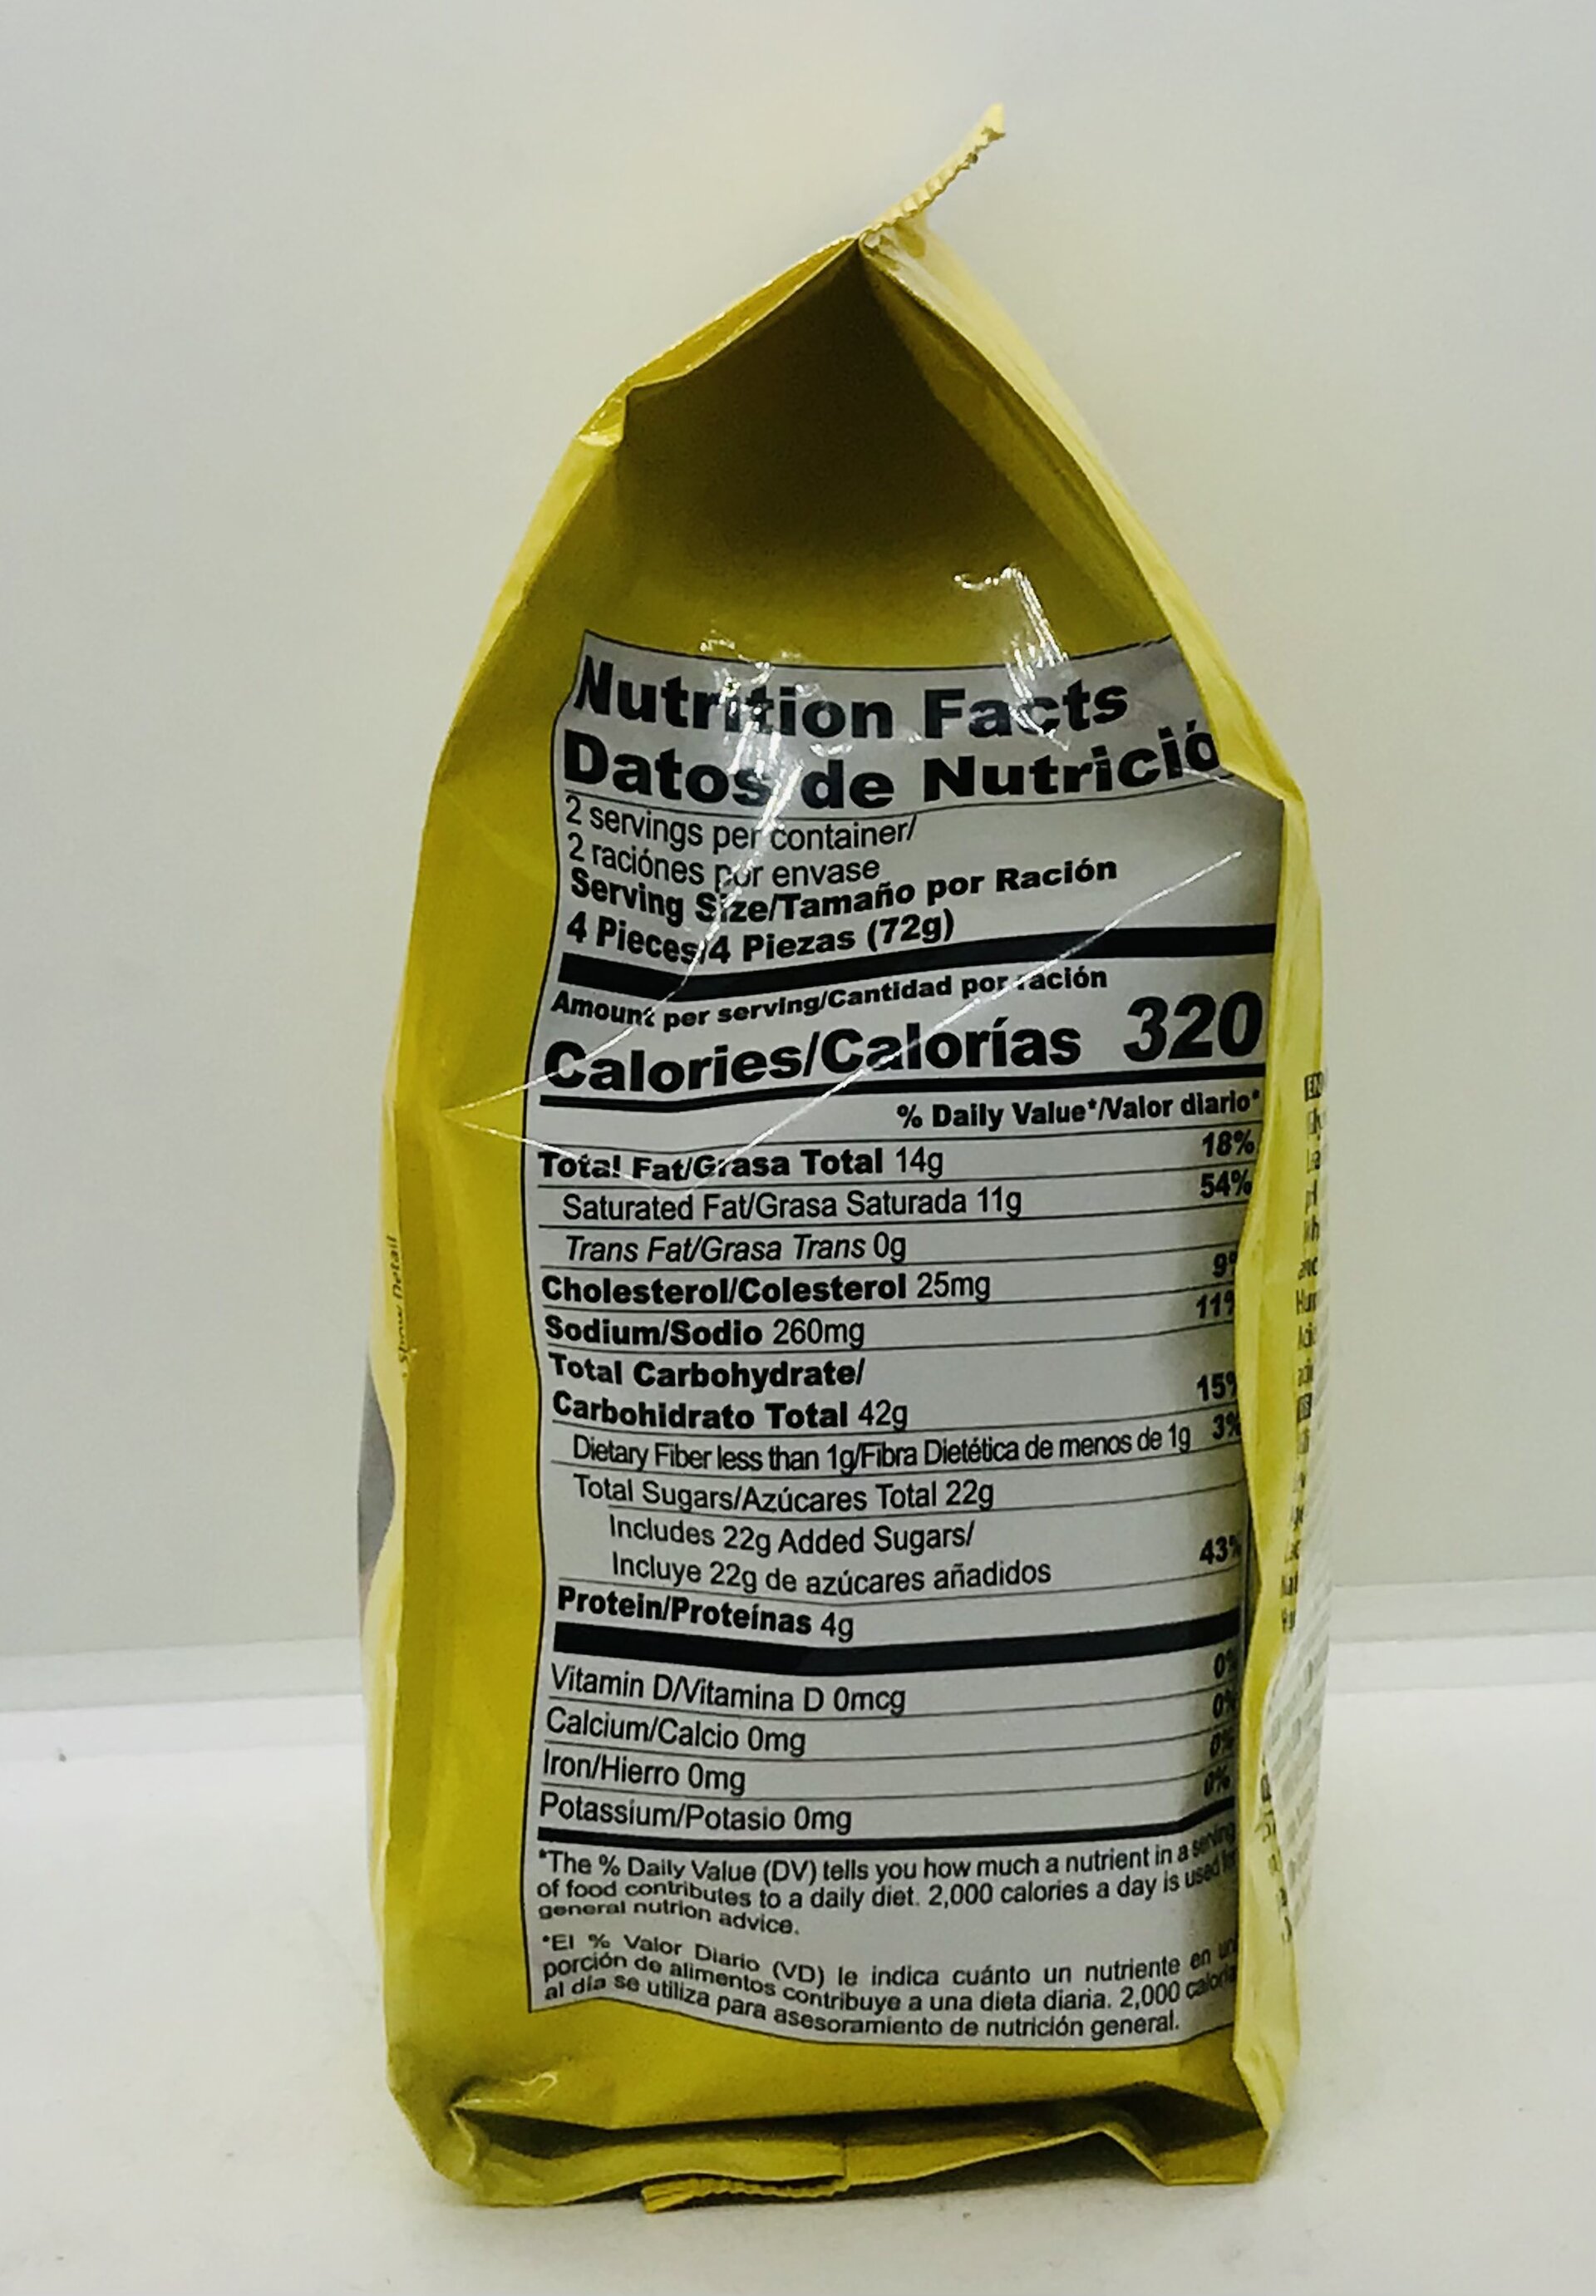 Nutrition Facts
Datos de Nutrició
2 servings per container/
2 raciónes por envase
Serving Size/Tamaño por Ración
4 Pieces/4 Piezas (72g)
Amount per serving/Cantidad por ración
Calories/Calorías 320
% Daily Value*/Valor diario*
Total Fat/Grasa Total 14g 18%
Saturated Fat/Grasa Saturada 11g 54%
Trans Fat/Grasa Trans 0g
Cholesterol/Colesterol 25mg 9%
Sodium/Sodio 260mg 11%
Total Carbohydrate/
Carbohidrato Total 42g 15%
Dietary Fiber less than 1g/Fibra Dietética de menos de 1g 3%
Total Sugars/Azúcares Total 22g
Includes 22g Added Sugars/
Incluye 22g de azúcares añadidos 43%
Protein/Proteínas 4g
Vitamin D/Vitamina D 0mcg 0%
Calcium/Calcio 0mg 0%
Iron/Hierro 0mg 0%
Potassium/Potasio 0mg 0%
*The % Daily Value (DV) tells you how much a nutrient in a serving
of food contributes to a daily diet. 2,000 calories a day is used for
general nutrion advice.
*El % Valor Diario (VD) le indica cuánto un nutriente en un
porción de alimentos contribuye a una dieta diaria. 2,000 caloría
al día se utiliza para asesoramiento de nutrición general.
Show Detail
EN